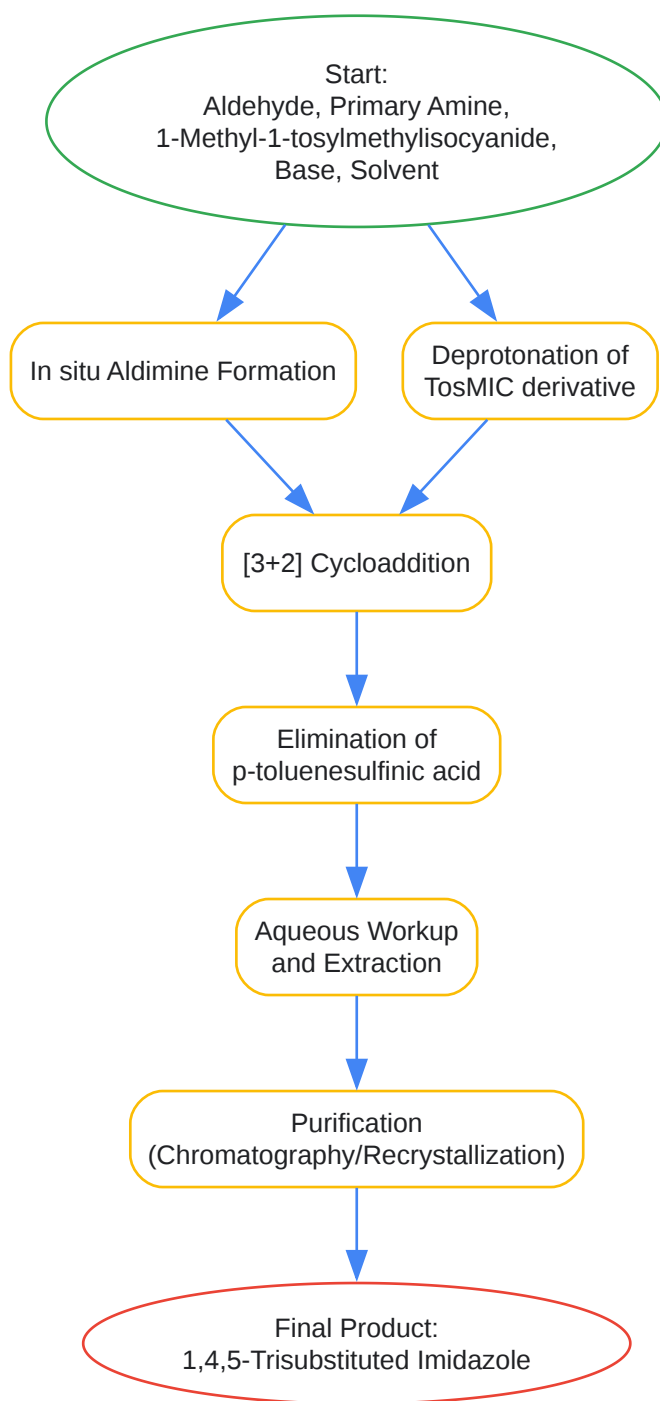 Start:
Aldehyde, Primary Amine,
1-Methyl-1-tosylmethylisocyanide,
Base, Solvent
In situ Aldimine Formation
Deprotonation of
TosMIC derivative
[3+2] Cycloaddition
Elimination of
p-toluenesulfinic acid
Aqueous Workup
and Extraction
Purification
(Chromatography/Recrystallization)
Final Product:
1,4,5-Trisubstituted Imidazole